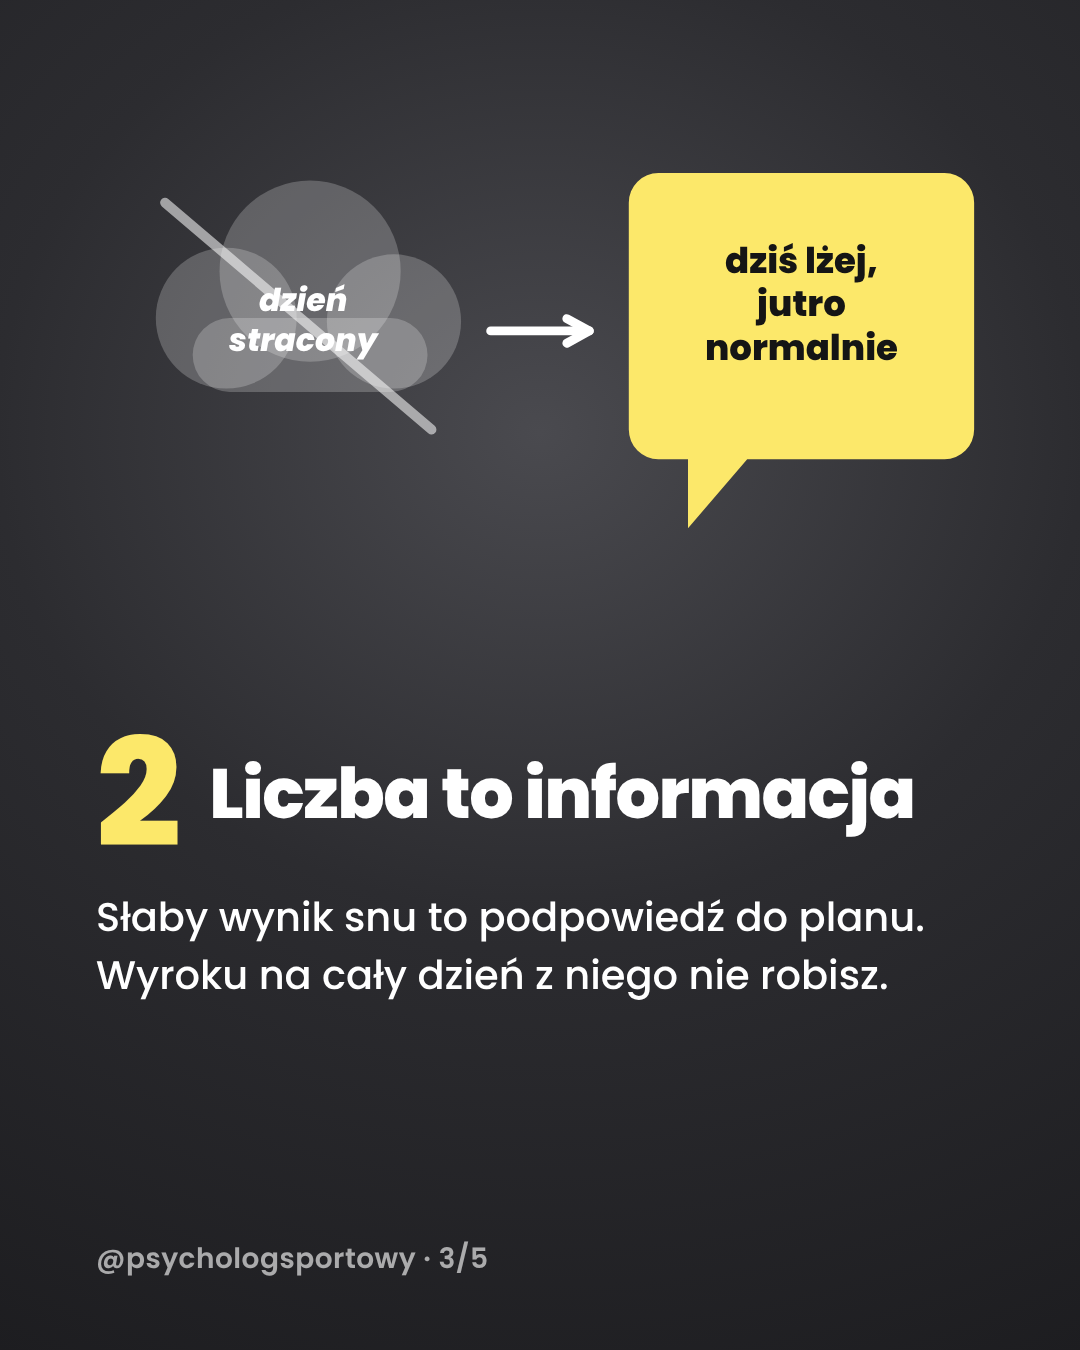 dzień
stracony
dziś lżej,
jutro
normalnie
2 Liczba to informacja
Słaby wynik snu to podpowiedź do planu.
Wyroku na cały dzień z niego nie robisz.
@psychologsportowy · 3/5